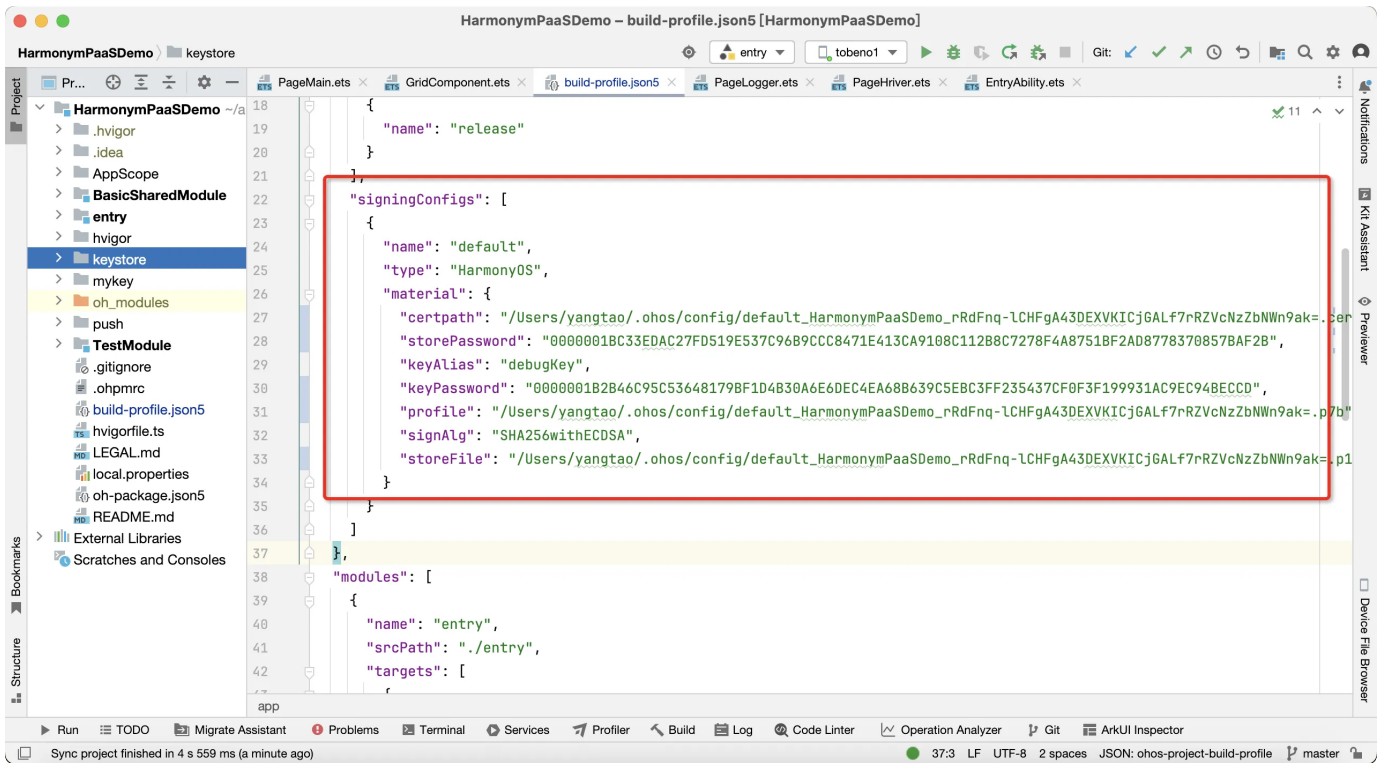 HarmonymPaaSDemo – build-profile.json5 [HarmonymPaaSDemo]
HarmonymPaaSDemo keystore
entry
tobeno1
Git:
Project
Pr...
PageMain.ets
GridComponent.ets
build-profile.json5
PageLogger.ets
PageHriver.ets
EntryAbility.ets
HarmonymPaaSDemo ~/a
.hvigor
.idea
AppScope
BasicSharedModule
entry
hvigor
keystore
mykey
oh_modules
push
TestModule
.gitignore
.ohpmrc
build-profile.json5
hvigorfile.ts
LEGAL.md
local.properties
oh-package.json5
README.md
External Libraries
Scratches and Consoles
11
18 {
19 "name": "release"
20 }
21 ],
22 "signingConfigs": [
23 {
24 "name": "default",
25 "type": "HarmonyOS",
26 "material": {
27 "certpath": "/Users/yangtao/.ohos/config/default_HarmonymPaaSDemo_rRdFnq-lCHFgA43DEXVKICjGALf7rRZVcNzZbNWn9ak=.cer
28 "storePassword": "0000001BC33EDAC27FD519E537C96B9CCC8471E413CA9108C112B8C7278F4A8751BF2AD8778370857BAF2B",
29 "keyAlias": "debugKey",
30 "keyPassword": "0000001B2B46C95C53648179BF1D4B30A6E6DEC4EA68B639C5EBC3FF235437CF0F3F199931AC9EC94BECCD",
31 "profile": "/Users/yangtao/.ohos/config/default_HarmonymPaaSDemo_rRdFnq-lCHFgA43DEXVKICjGALf7rRZVcNzZbNWn9ak=.p7b"
32 "signAlg": "SHA256withECDSA",
33 "storeFile": "/Users/yangtao/.ohos/config/default_HarmonymPaaSDemo_rRdFnq-lCHFgA43DEXVKICjGALf7rRZVcNzZbNWn9ak=.p1
34 }
35 }
36 ]
37 },
38 "modules": [
39 {
40 "name": "entry",
41 "srcPath": "./entry",
42 "targets": [
app
Notifications
Kit Assistant
Previewer
Device File Browser
Bookmarks
Structure
Run
TODO
Migrate Assistant
Problems
Terminal
Services
Profiler
Build
Log
Code Linter
Operation Analyzer
Git
ArkUI Inspector
Sync project finished in 4 s 559 ms (a minute ago)
37:3 LF UTF-8 2 spaces JSON: ohos-project-build-profile master